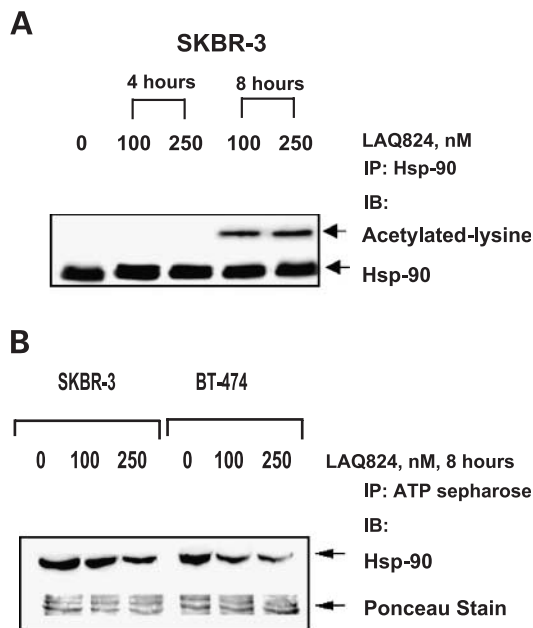 A
SKBR-3
4 hours 8 hours
0 100 250 100 250 LAQ824, nM
IP: Hsp-90
IB:
Acetylated-lysine
Hsp-90
B
SKBR-3 BT-474
0 100 250 0 100 250 LAQ824, nM, 8 hours
IP: ATP sepharose
IB:
Hsp-90
Ponceau Stain